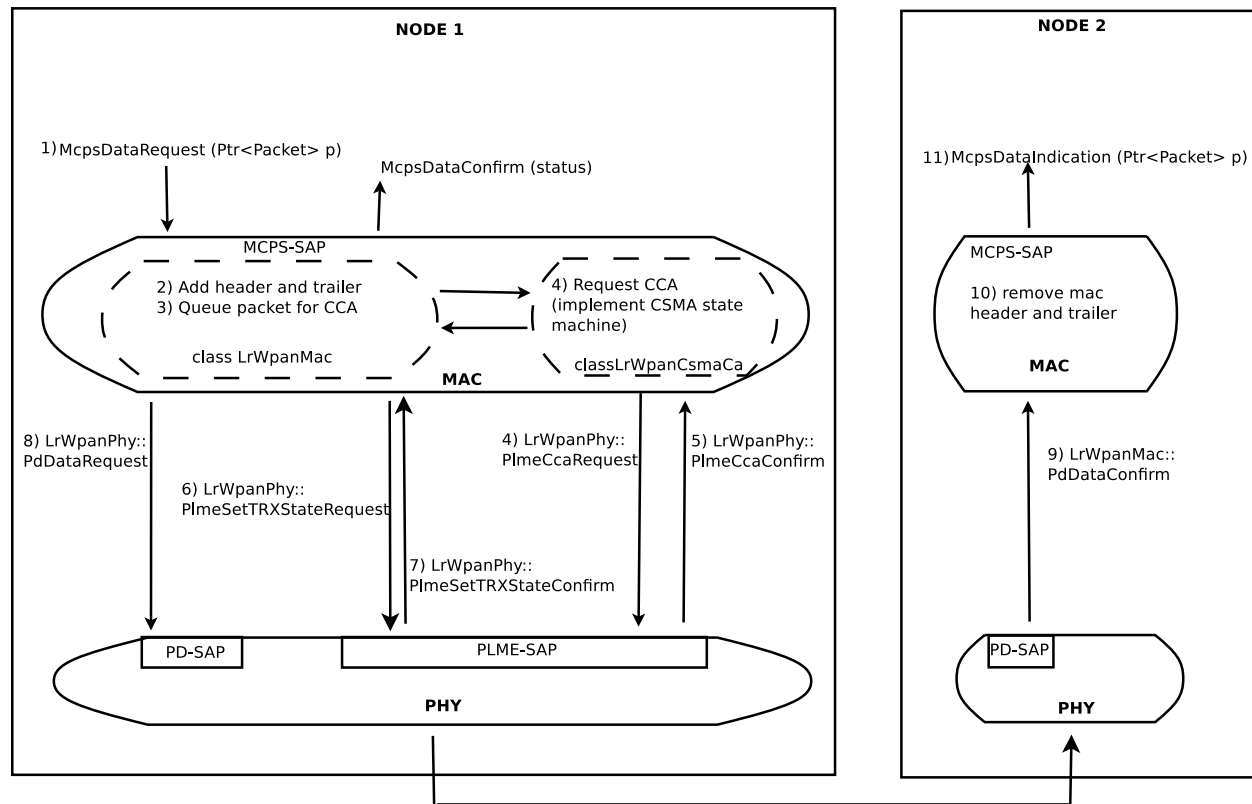 NODE 1
1) McpsDataRequest (Ptr<Packet> p)
McpsDataConfirm (status)
MCPS-SAP
2) Add header and trailer
3) Queue packet for CCA
class LrWpanMac
4) Request CCA
(implement CSMA state
machine)
classLrWpanCsmaCa
MAC
8) LrWpanPhy::
PdDataRequest
6) LrWpanPhy::
PlmeSetTRXStateRequest
7) LrWpanPhy::
PlmeSetTRXStateConfirm
4) LrWpanPhy::
PlmeCcaRequest
5) LrWpanPhy::
PlmeCcaConfirm
PD-SAP
PLME-SAP
PHY
NODE 2
11) McpsDataIndication (Ptr<Packet> p)
MCPS-SAP
10) remove mac
header and trailer
MAC
9) LrWpanMac::
PdDataConfirm
PD-SAP
PHY